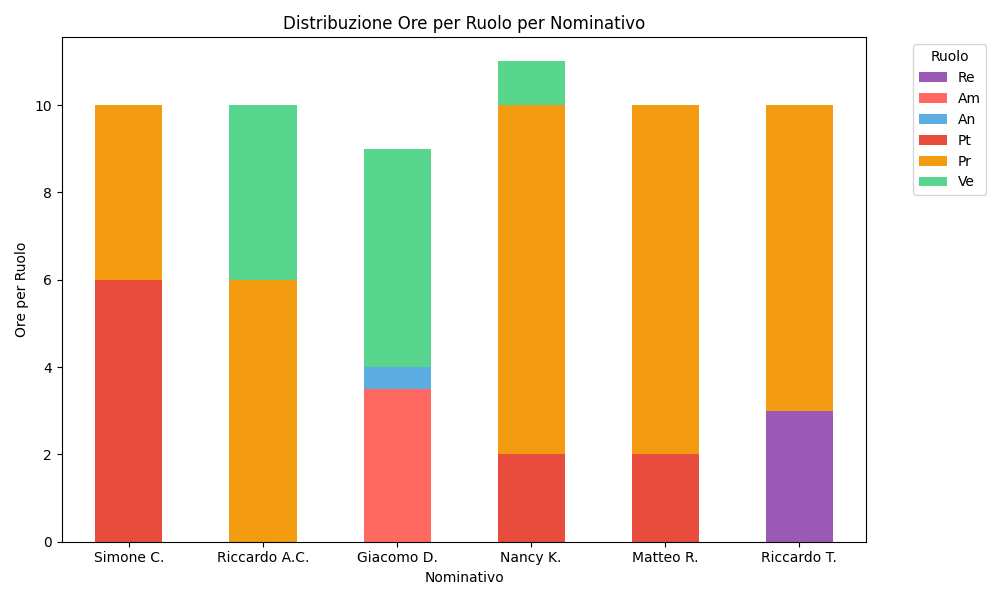 Distribuzione Ore per Ruolo per Nominativo
Ruolo
Re
Am
An
Pt
Pr
Ve
Ore per Ruolo
10
8
6
4
2
0
Simone C. Riccardo A.C. Giacomo D. Nancy K. Matteo R. Riccardo T.
Nominativo